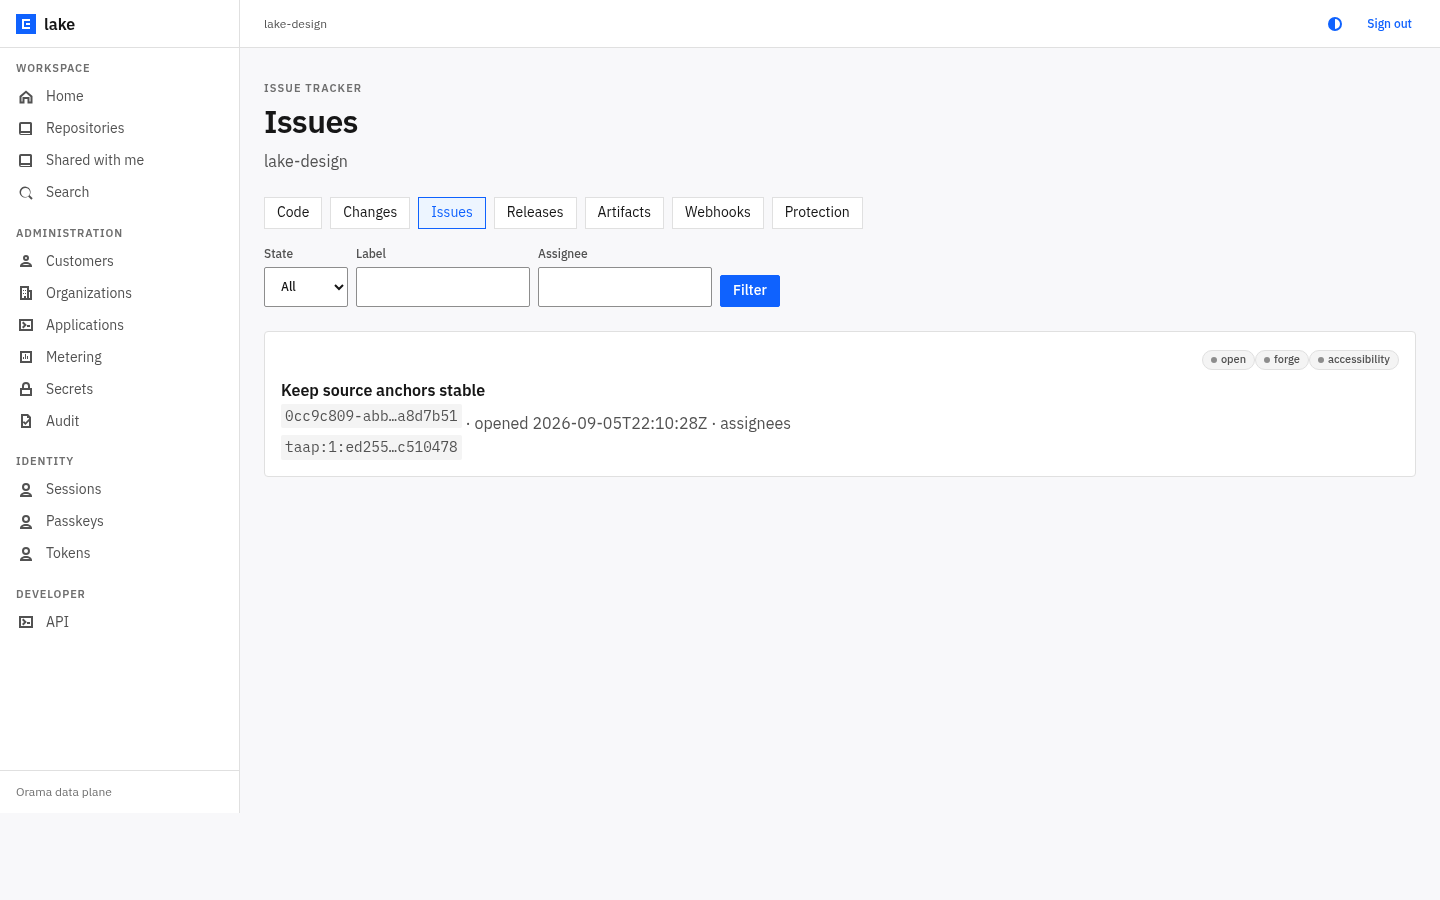 lake
lake-design
Sign out
WORKSPACE
Home
Repositories
Shared with me
Search
ADMINISTRATION
Customers
Organizations
Applications
Metering
Secrets
Audit
IDENTITY
Sessions
Passkeys
Tokens
DEVELOPER
API
Orama data plane
ISSUE TRACKER
Issues
lake-design
Code Changes Issues Releases Artifacts Webhooks Protection
State Label Assignee
All Filter
open forge accessibility
Keep source anchors stable
0cc9c809-abb…a8d7b51 · opened 2026-09-05T22:10:28Z · assignees
taap:1:ed255…c510478